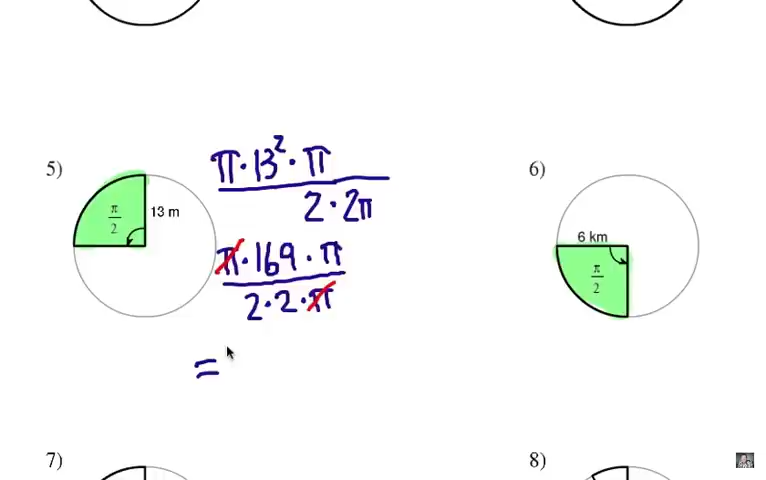 5)
π/2
13 m
π · 13² · π
2 · 2π
π · 169 · π
2 · 2 · π
=
6)
6 km
π/2
7)
8)